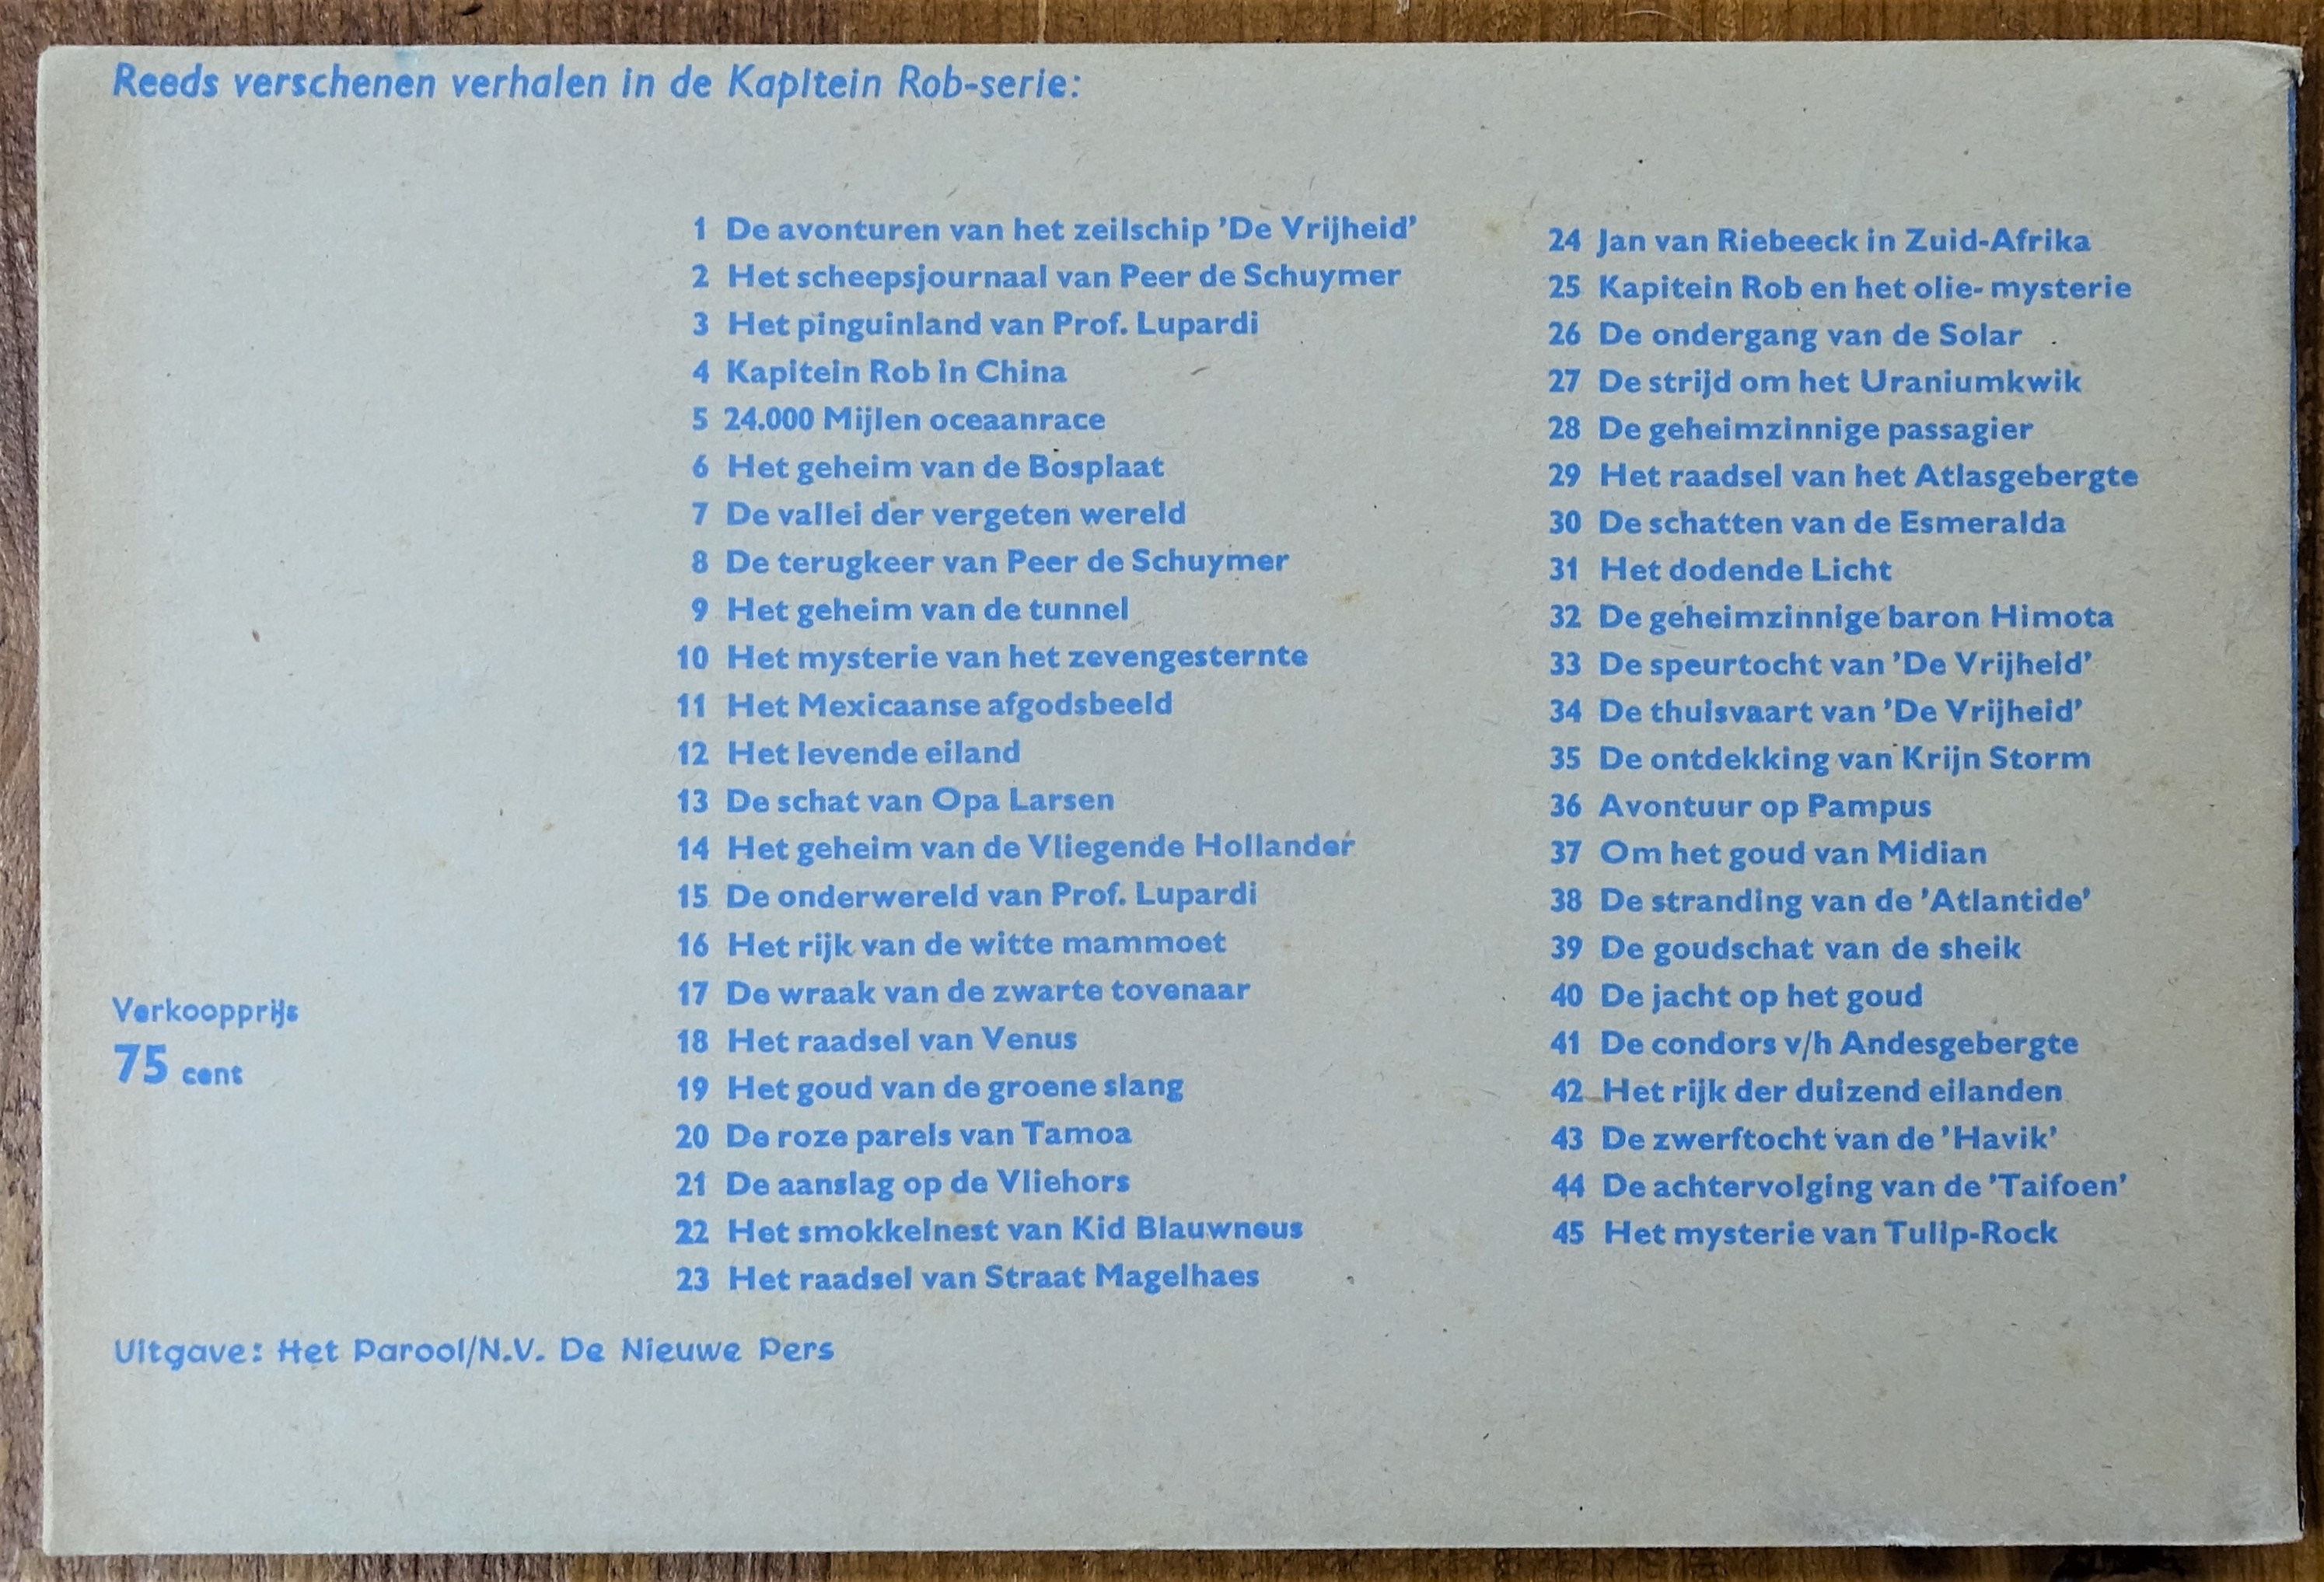 Reeds verschenen verhalen in de Kapitein Rob-serie:
1 De avonturen van het zeilschip 'De Vrijheid'
2 Het scheepsjournaal van Peer de Schuymer
3 Het pinguinland van Prof. Lupardi
4 Kapitein Rob in China
5 24.000 Mijlen oceaanrace
6 Het geheim van de Bosplaat
7 De vallei der vergeten wereld
8 De terugkeer van Peer de Schuymer
9 Het geheim van de tunnel
10 Het mysterie van het zevengesternte
11 Het Mexicaanse afgodsbeeld
12 Het levende eiland
13 De schat van Opa Larsen
14 Het geheim van de Vliegende Hollander
15 De onderwereld van Prof. Lupardi
16 Het rijk van de witte mammoet
17 De wraak van de zwarte tovenaar
18 Het raadsel van Venus
19 Het goud van de groene slang
20 De roze parels van Tamoa
21 De aanslag op de Vliehors
22 Het smokkelnest van Kid Blauwneus
23 Het raadsel van Straat Magelhaes
24 Jan van Riebeeck in Zuid-Afrika
25 Kapitein Rob en het olie- mysterie
26 De ondergang van de Solar
27 De strijd om het Uraniumkwik
28 De geheimzinnige passagier
29 Het raadsel van het Atlasgebergte
30 De schatten van de Esmeralda
31 Het dodende Licht
32 De geheimzinnige baron Himota
33 De speurtocht van 'De Vrijheid'
34 De thuisvaart van 'De Vrijheid'
35 De ontdekking van Krijn Storm
36 Avontuur op Pampus
37 Om het goud van Midian
38 De stranding van de 'Atlantide'
39 De goudschat van de sheik
40 De jacht op het goud
41 De condors v/h Andesgebergte
42 Het rijk der duizend eilanden
43 De zwerftocht van de 'Havik'
44 De achtervolging van de 'Taifoen'
45 Het mysterie van Tulip-Rock
Verkoopprijs
75 cent
Uitgave: Het Parool/N.V. De Nieuwe Pers